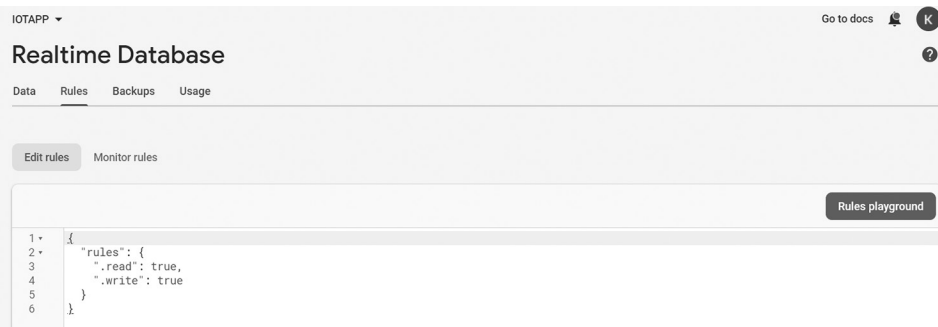 IOTAPP Go to docs K
Realtime Database ?
Data Rules Backups Usage
Edit rules Monitor rules
Rules playground
1 {
2 "rules": {
3 ".read": true,
4 ".write": true
5 }
6 }